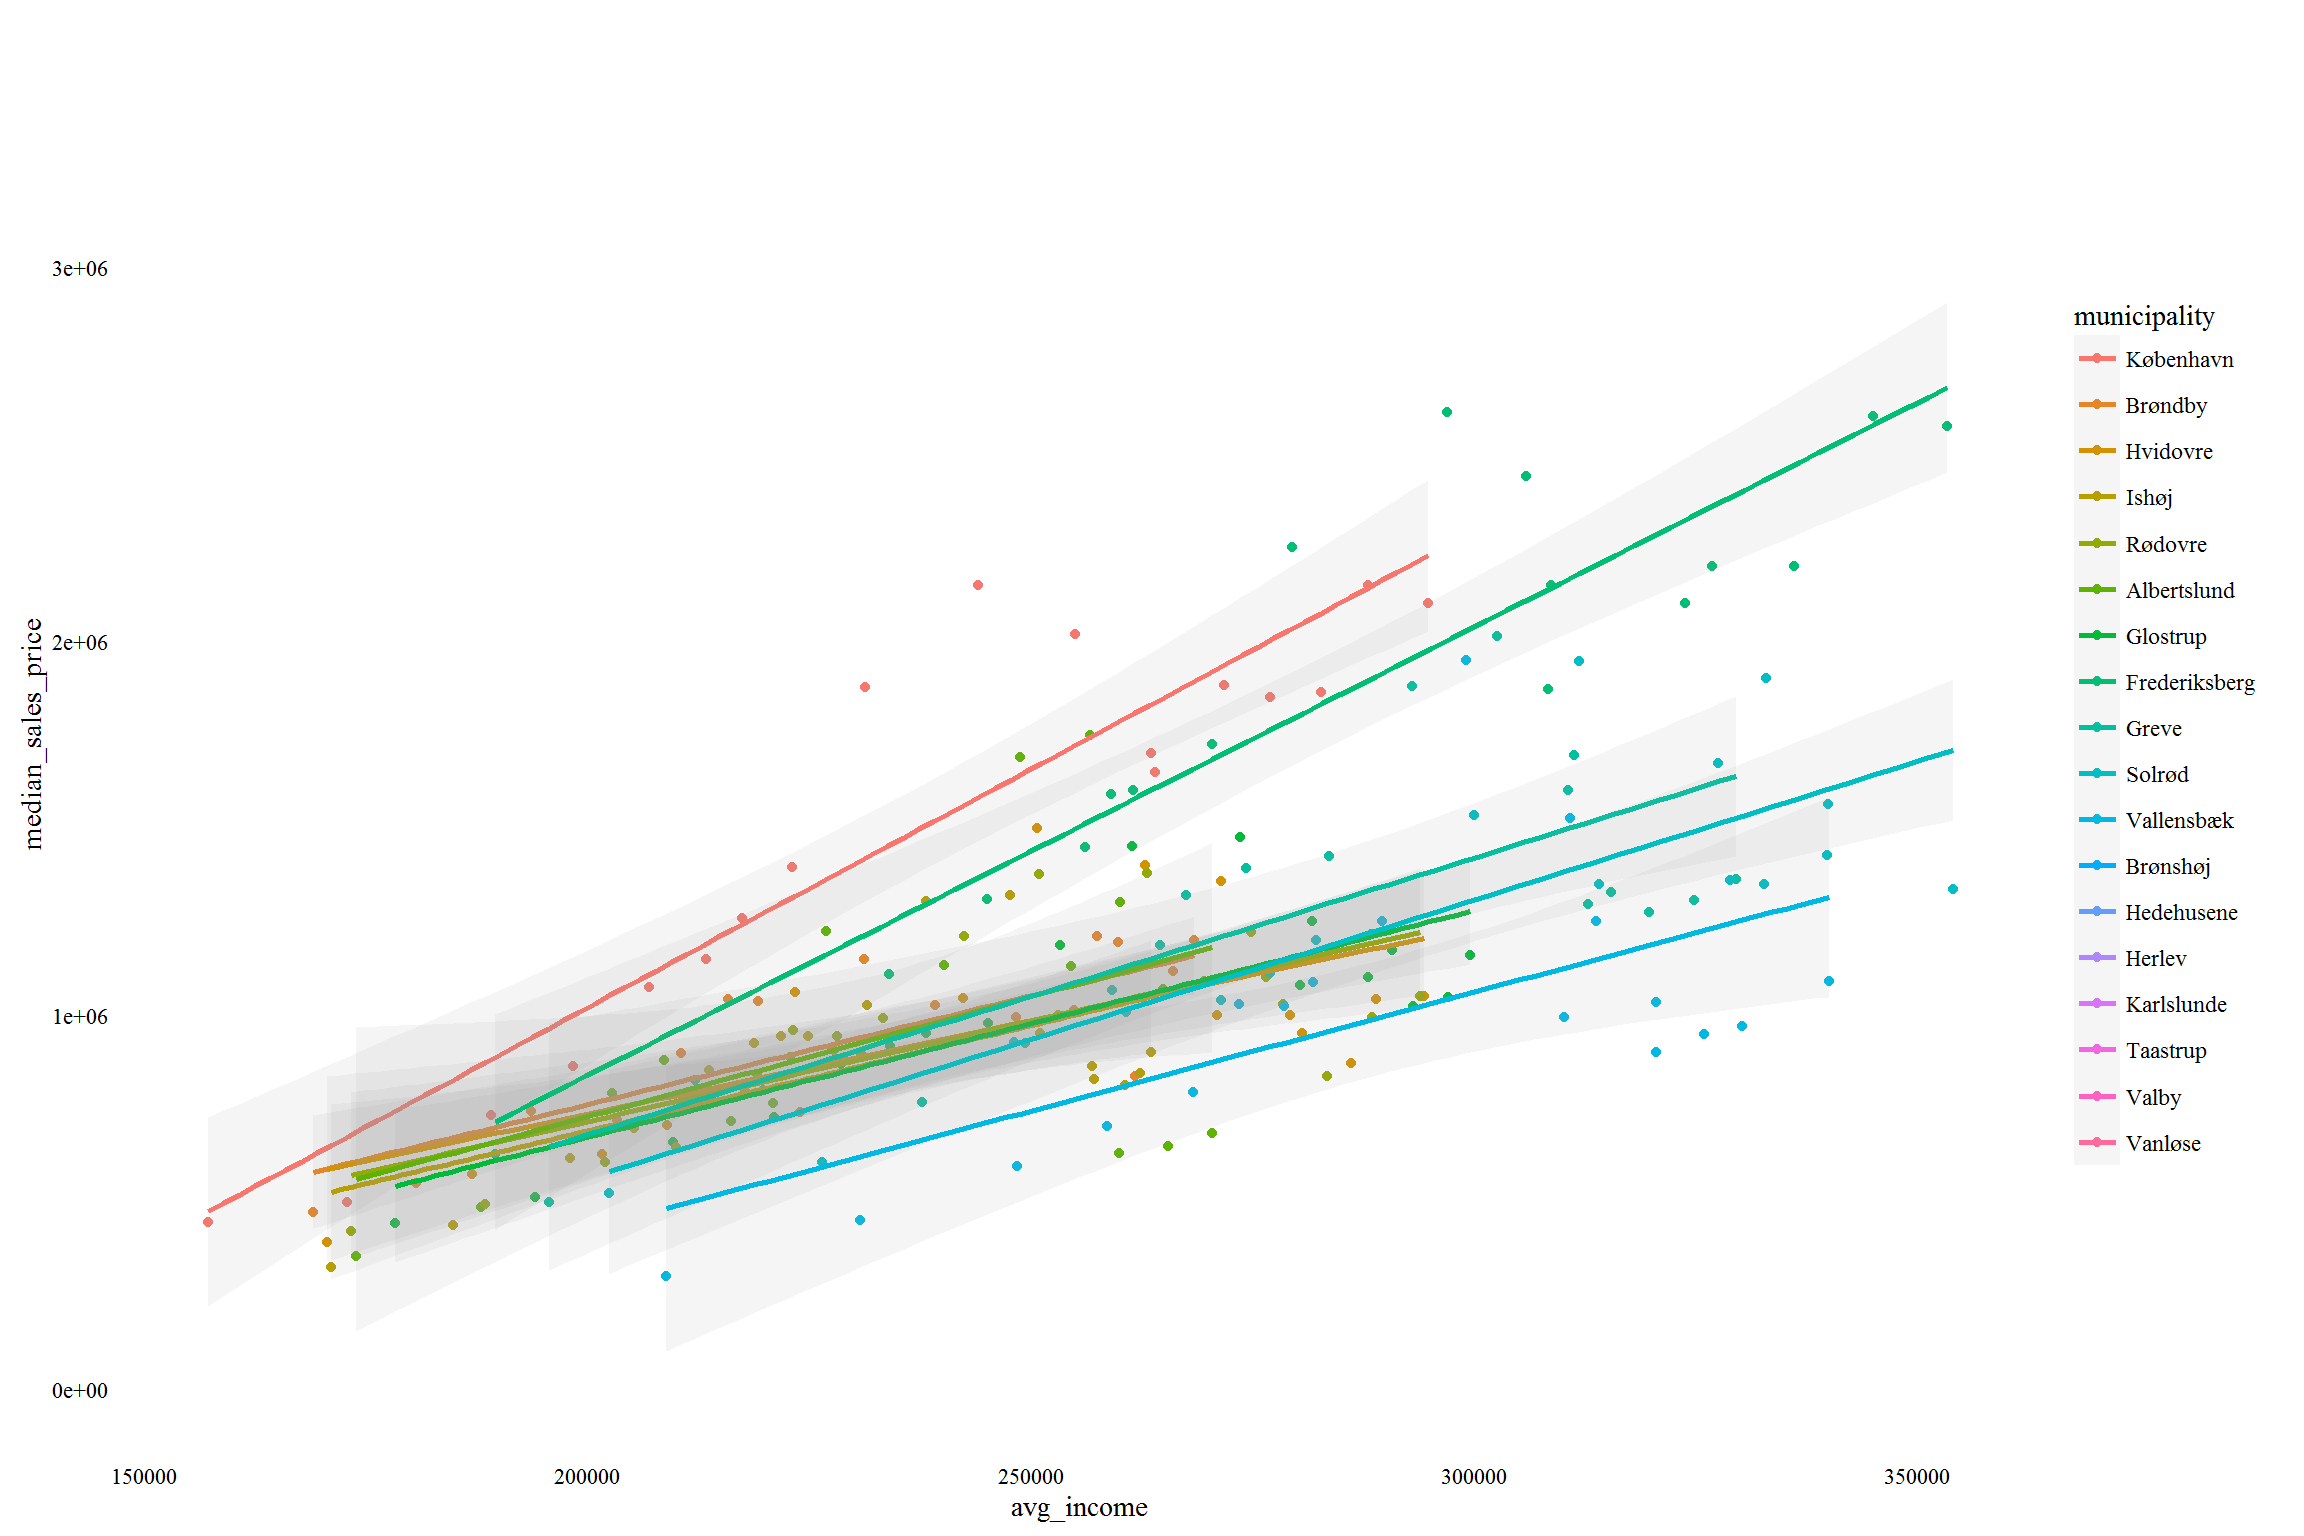 3e+06
2e+06
1e+06
0e+00
median_sales_price
150000 200000 250000 300000 350000
avg_income
municipality
København
Brøndby
Hvidovre
Ishøj
Rødovre
Albertslund
Glostrup
Frederiksberg
Greve
Solrød
Vallensbæk
Brønshøj
Hedehusene
Herlev
Karlslunde
Taastrup
Valby
Vanløse